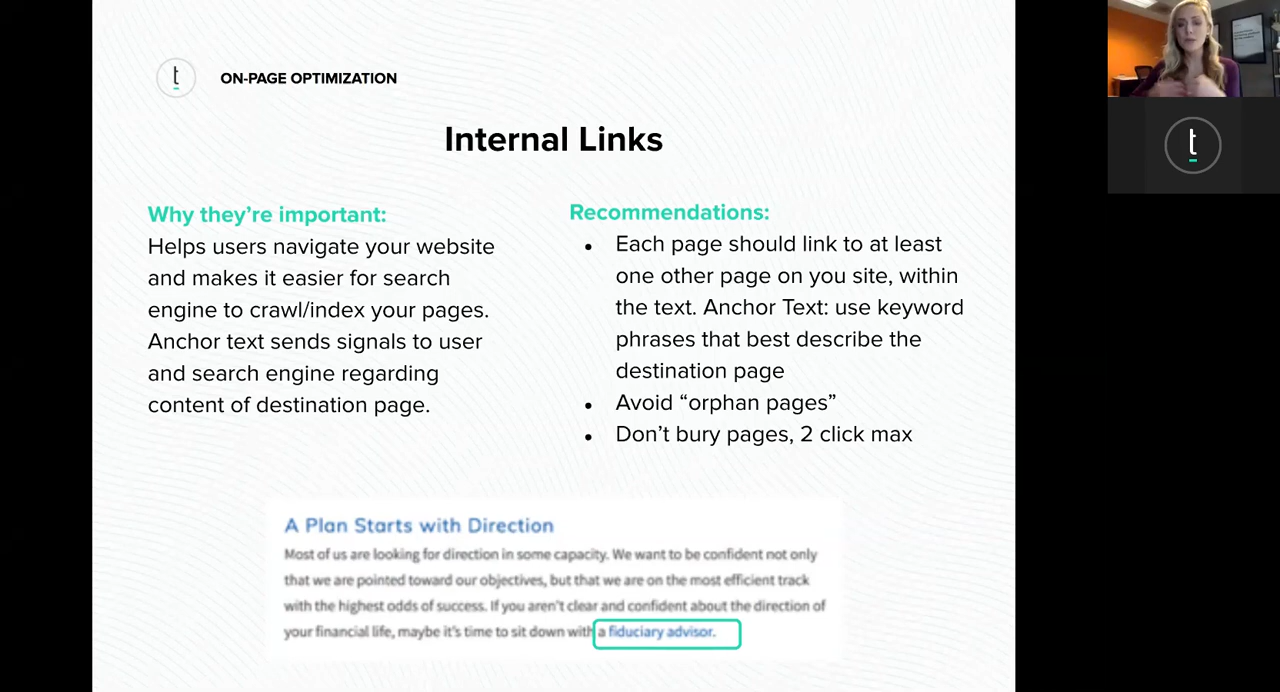 t
ON-PAGE OPTIMIZATION
Internal Links
Why they’re important:
Helps users navigate your website
and makes it easier for search
engine to crawl/index your pages.
Anchor text sends signals to user
and search engine regarding
content of destination page.
Recommendations:
• Each page should link to at least
one other page on you site, within
the text. Anchor Text: use keyword
phrases that best describe the
destination page
• Avoid “orphan pages”
• Don’t bury pages, 2 click max
A Plan Starts with Direction
Most of us are looking for direction in some capacity. We want to be confident not only
that we are pointed toward our objectives, but that we are on the most efficient track
with the highest odds of success. If you aren't clear and confident about the direction of
your financial life, maybe it's time to sit down with a fiduciary advisor.
t